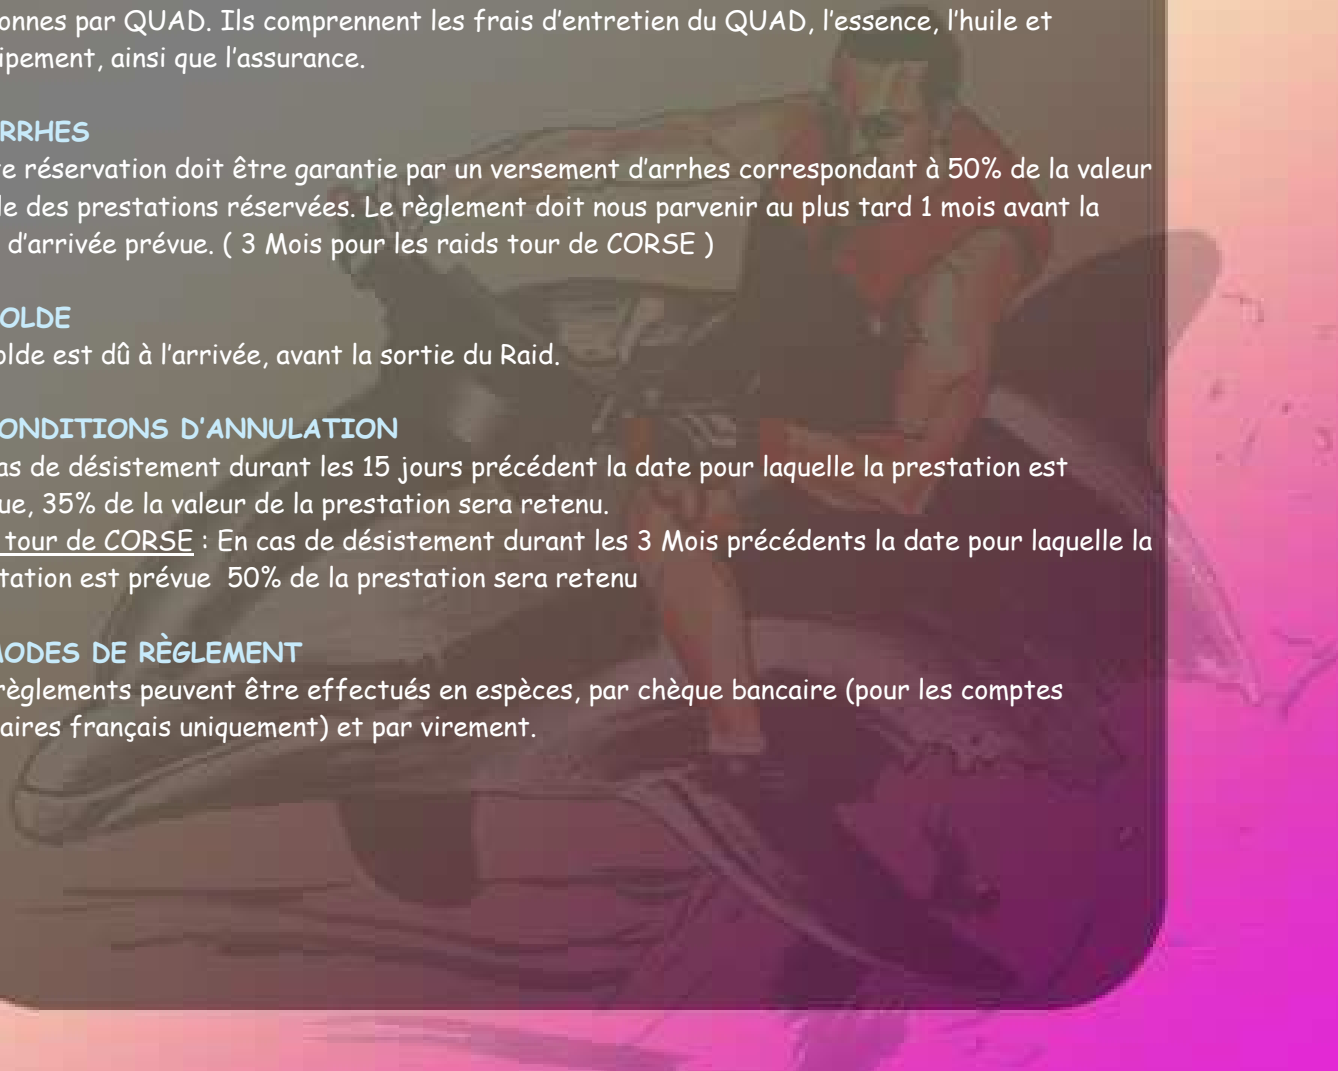 onnes par QUAD. Ils comprennent les frais d'entretien du QUAD, l'essence, l'huile et
ipement, ainsi que l'assurance.
RRHES
te réservation doit être garantie par un versement d'arrhes correspondant à 50% de la valeur
le des prestations réservées. Le règlement doit nous parvenir au plus tard 1 mois avant la
d'arrivée prévue. ( 3 Mois pour les raids tour de CORSE )
OLDE
olde est dû à l'arrivée, avant la sortie du Raid.
ONDITIONS D'ANNULATION
as de désistement durant les 15 jours précédent la date pour laquelle la prestation est
ue, 35% de la valeur de la prestation sera retenu.
tour de CORSE : En cas de désistement durant les 3 Mois précédents la date pour laquelle la
tation est prévue  50% de la prestation sera retenu
MODES DE RÈGLEMENT
règlements peuvent être effectués en espèces, par chèque bancaire (pour les comptes
aires français uniquement) et par virement.